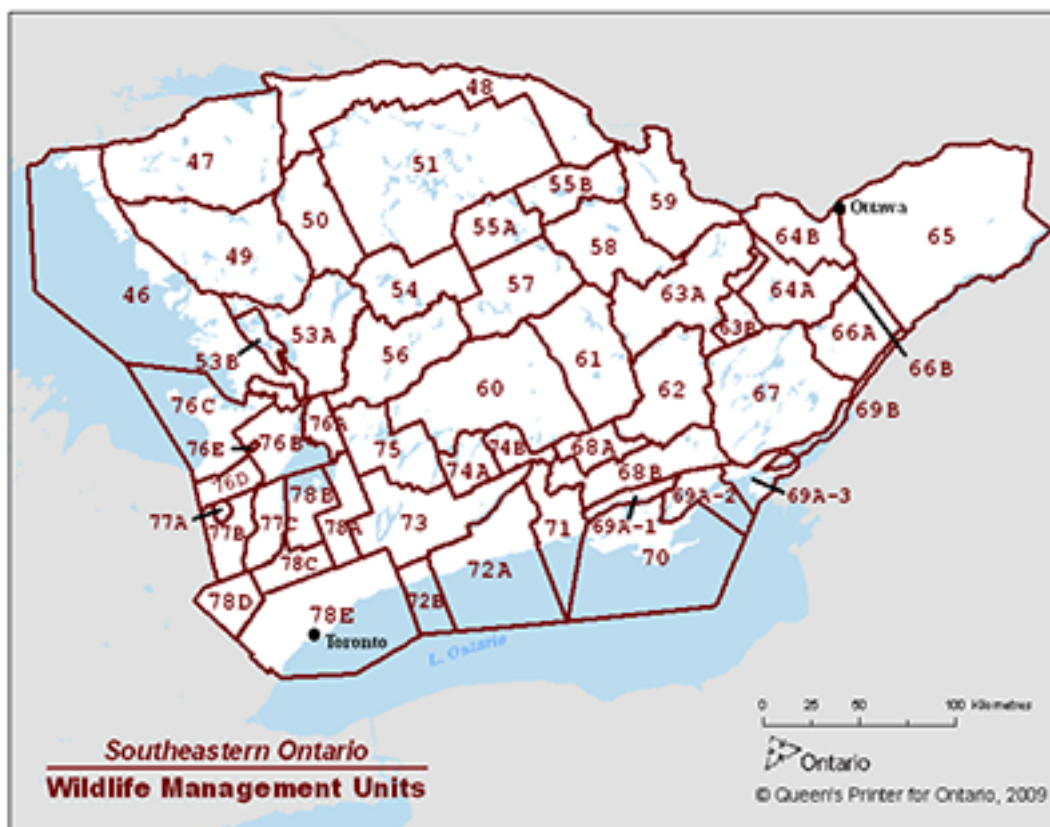 48
47
51
55B
59
50
Ottawa
55A
64B
65
58
49
54
57
46
63A
64A
53A
63B
66A
53B
56
61
66B
62
67
76C
60
69B
76A
76B
76E
75
74B
68A
74A
68B
76D
78B
69A-2
69A-3
77A
77B
77C
78A
73
71
69A-1
78C
70
72A
78D
72B
78E
Toronto
L. Ontario
0 25 50 100 Kilometres
Southeastern Ontario
Wildlife Management Units
Ontario
© Queen's Printer for Ontario, 2009